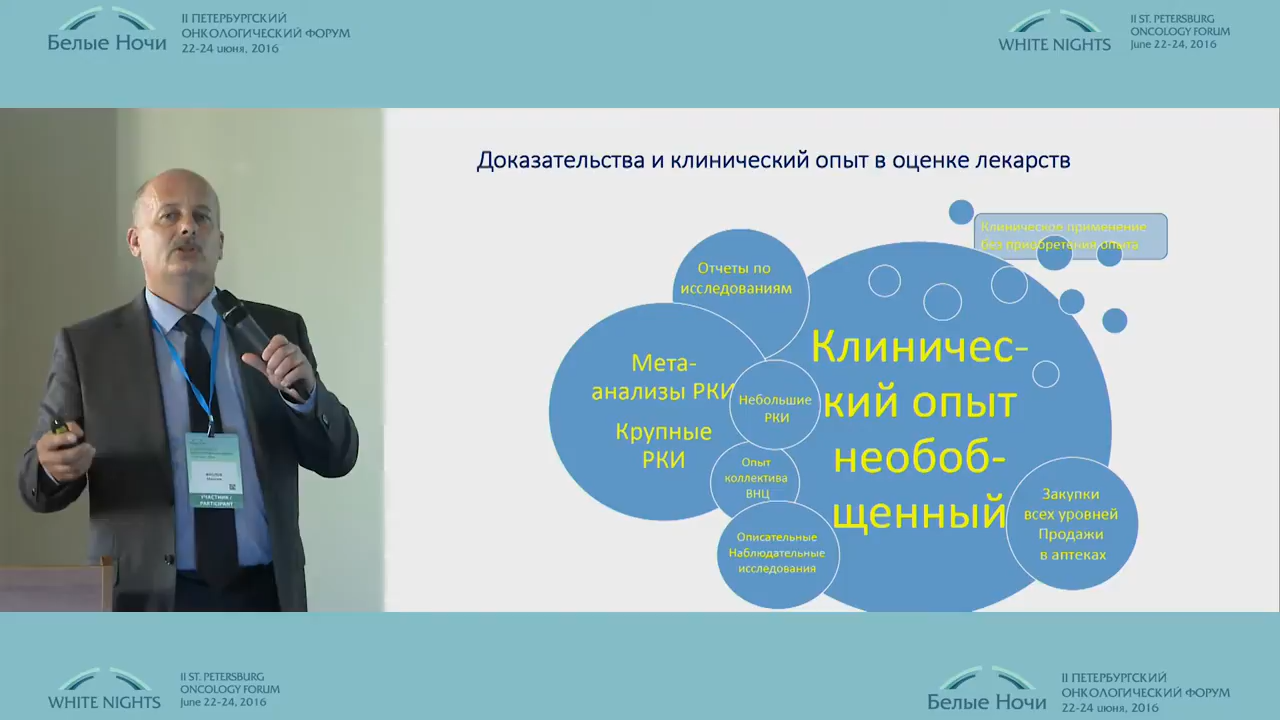 Белые Ночи
II ПЕТЕРБУРГСКИЙ
ОНКОЛОГИЧЕСКИЙ ФОРУМ
22-24 июня, 2016
WHITE NIGHTS
II ST. PETERSBURG
ONCOLOGY FORUM
June 22-24, 2016
Доказательства и клинический опыт в оценке лекарств
Клиническое применение
без приобретения опыта
Отчеты по
исследованиям
Мета-
анализы РКИ
Крупные
РКИ
Небольшие
РКИ
Опыт
коллектива
ВНЦ
Описательные
Наблюдательные
исследования
Клиничес-
кий опыт
необоб-
щенный
Закупки
всех уровней
Продажи
в аптеках
УЧАСТНИК /
PARTICIPANT
WHITE NIGHTS
II ST. PETERSBURG
ONCOLOGY FORUM
June 22-24, 2016
Белые Ночи
II ПЕТЕРБУРГСКИЙ
ОНКОЛОГИЧЕСКИЙ ФОРУМ
22-24 июня, 2016